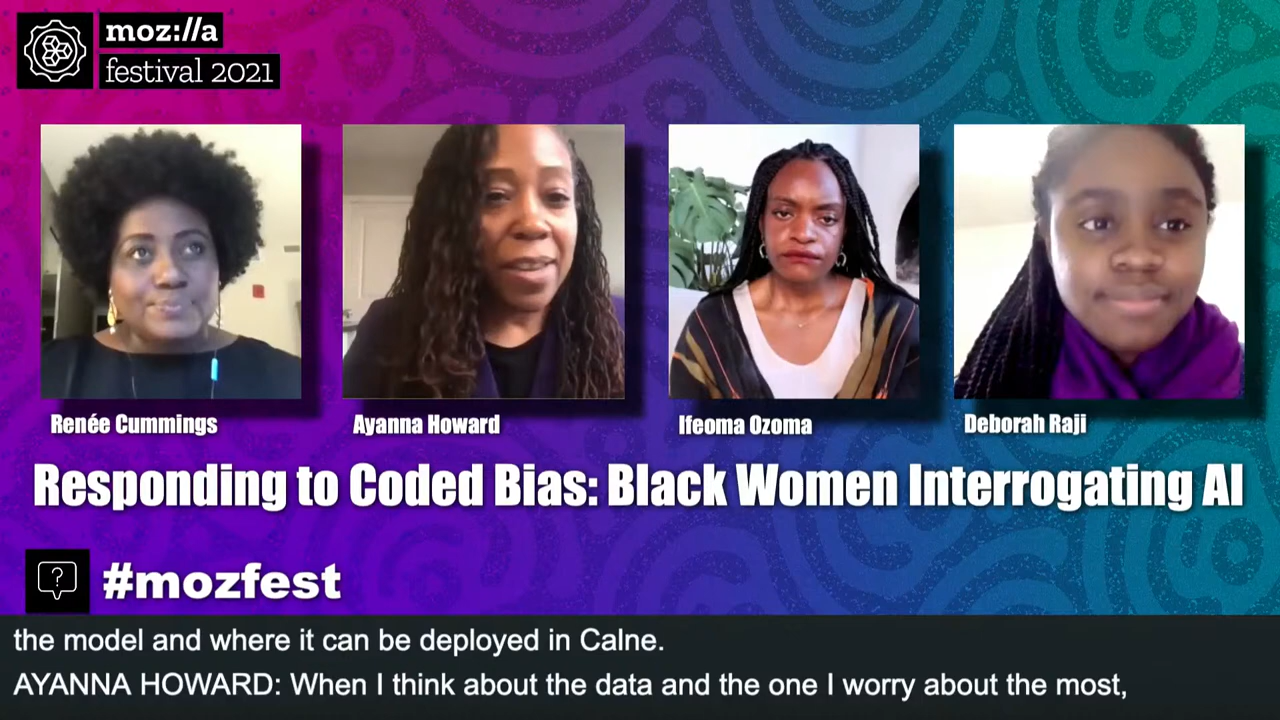 moz://a
festival 2021
Renée Cummings
Ayanna Howard
Ifeoma Ozoma
Deborah Raji
Responding to Coded Bias: Black Women Interrogating AI
?
#mozfest
the model and where it can be deployed in Calne.
AYANNA HOWARD: When I think about the data and the one I worry about the most,